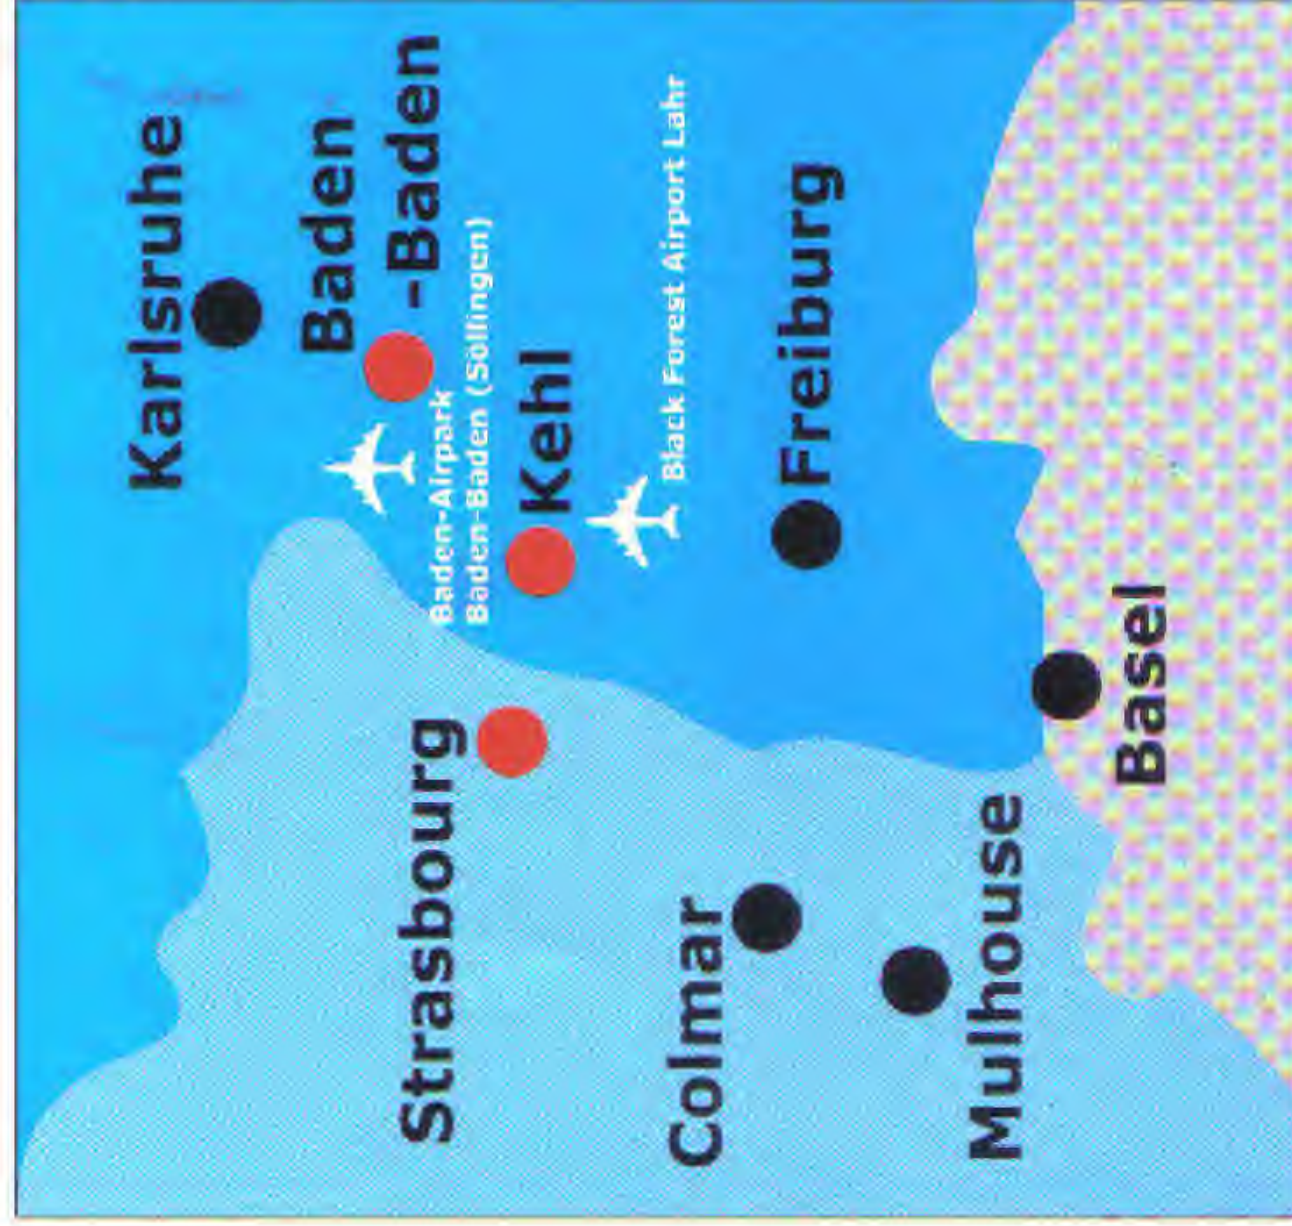 Karlsruhe
Baden
-Baden
Baden-Airpark
Baden-Baden (Söllingen)
Kehl
Strasbourg
Black Forest Airport Lahr
Colmar
Freiburg
Mulhouse
Basel